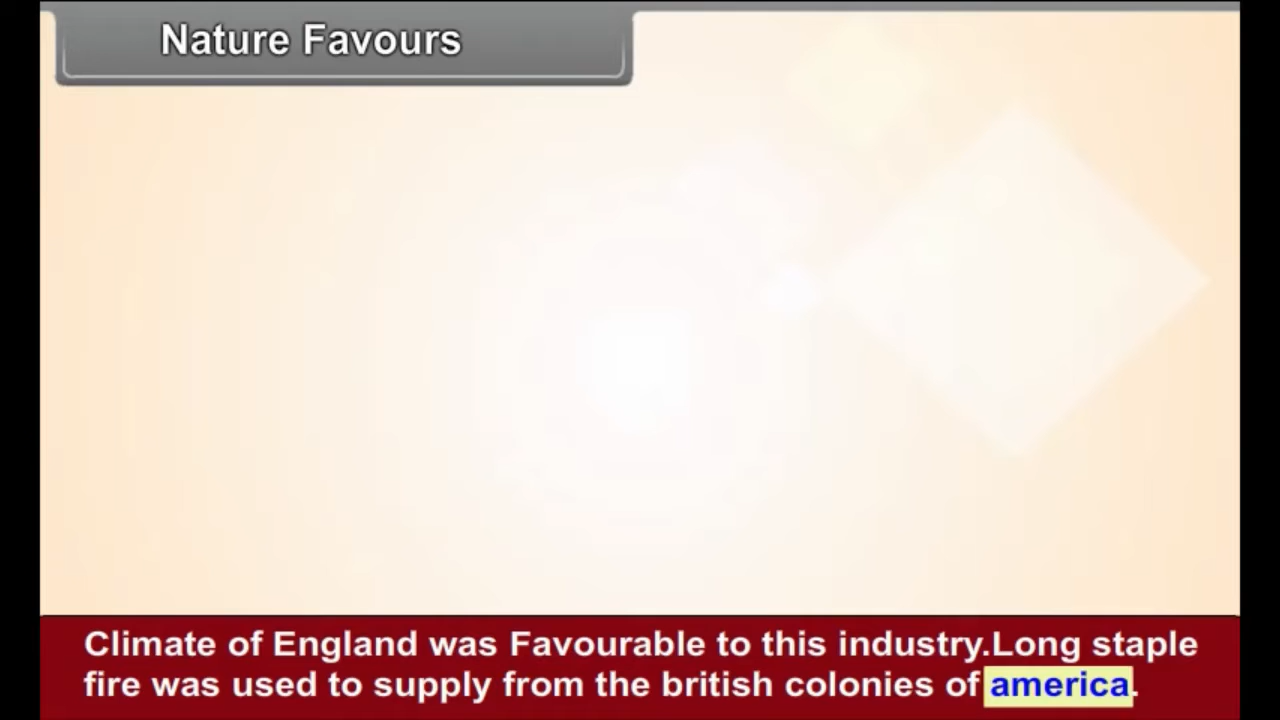 Nature Favours
Climate of England was Favourable to this industry.Long staple
fire was used to supply from the british colonies of america.